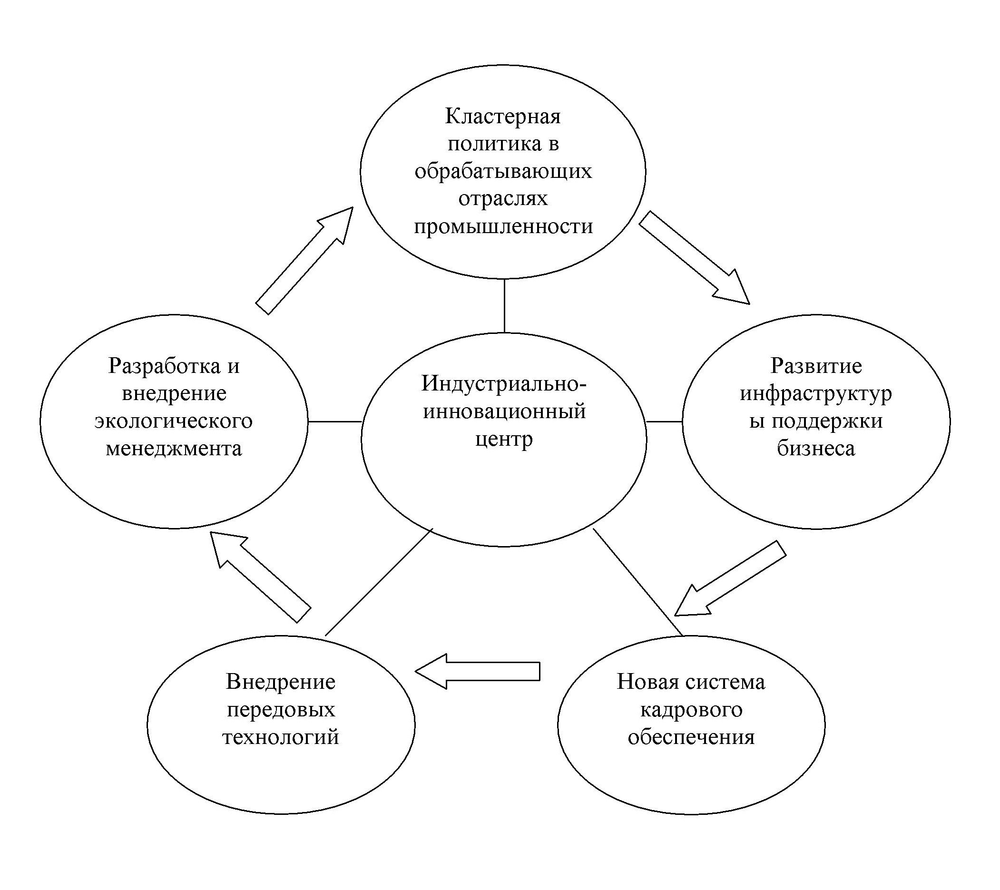 Кластерная
политика в
обрабатывающих
отраслях
промышленности
Разработка и
внедрение
экологического
менеджмента
Индустриально-
инновационный
центр
Развитие
инфраструктур
ы поддержки
бизнеса
Внедрение
передовых
технологий
Новая система
кадрового
обеспечения